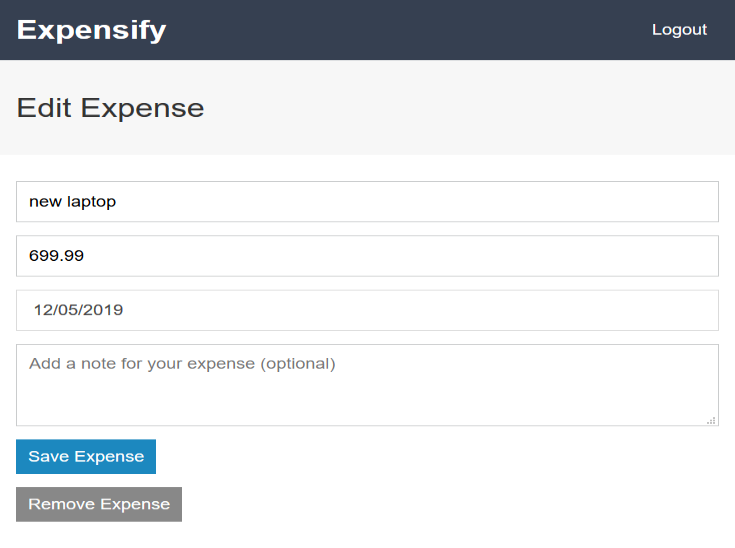 Expensify
Logout
Edit Expense
new laptop
699.99
12/05/2019
Add a note for your expense (optional)
Save Expense
Remove Expense